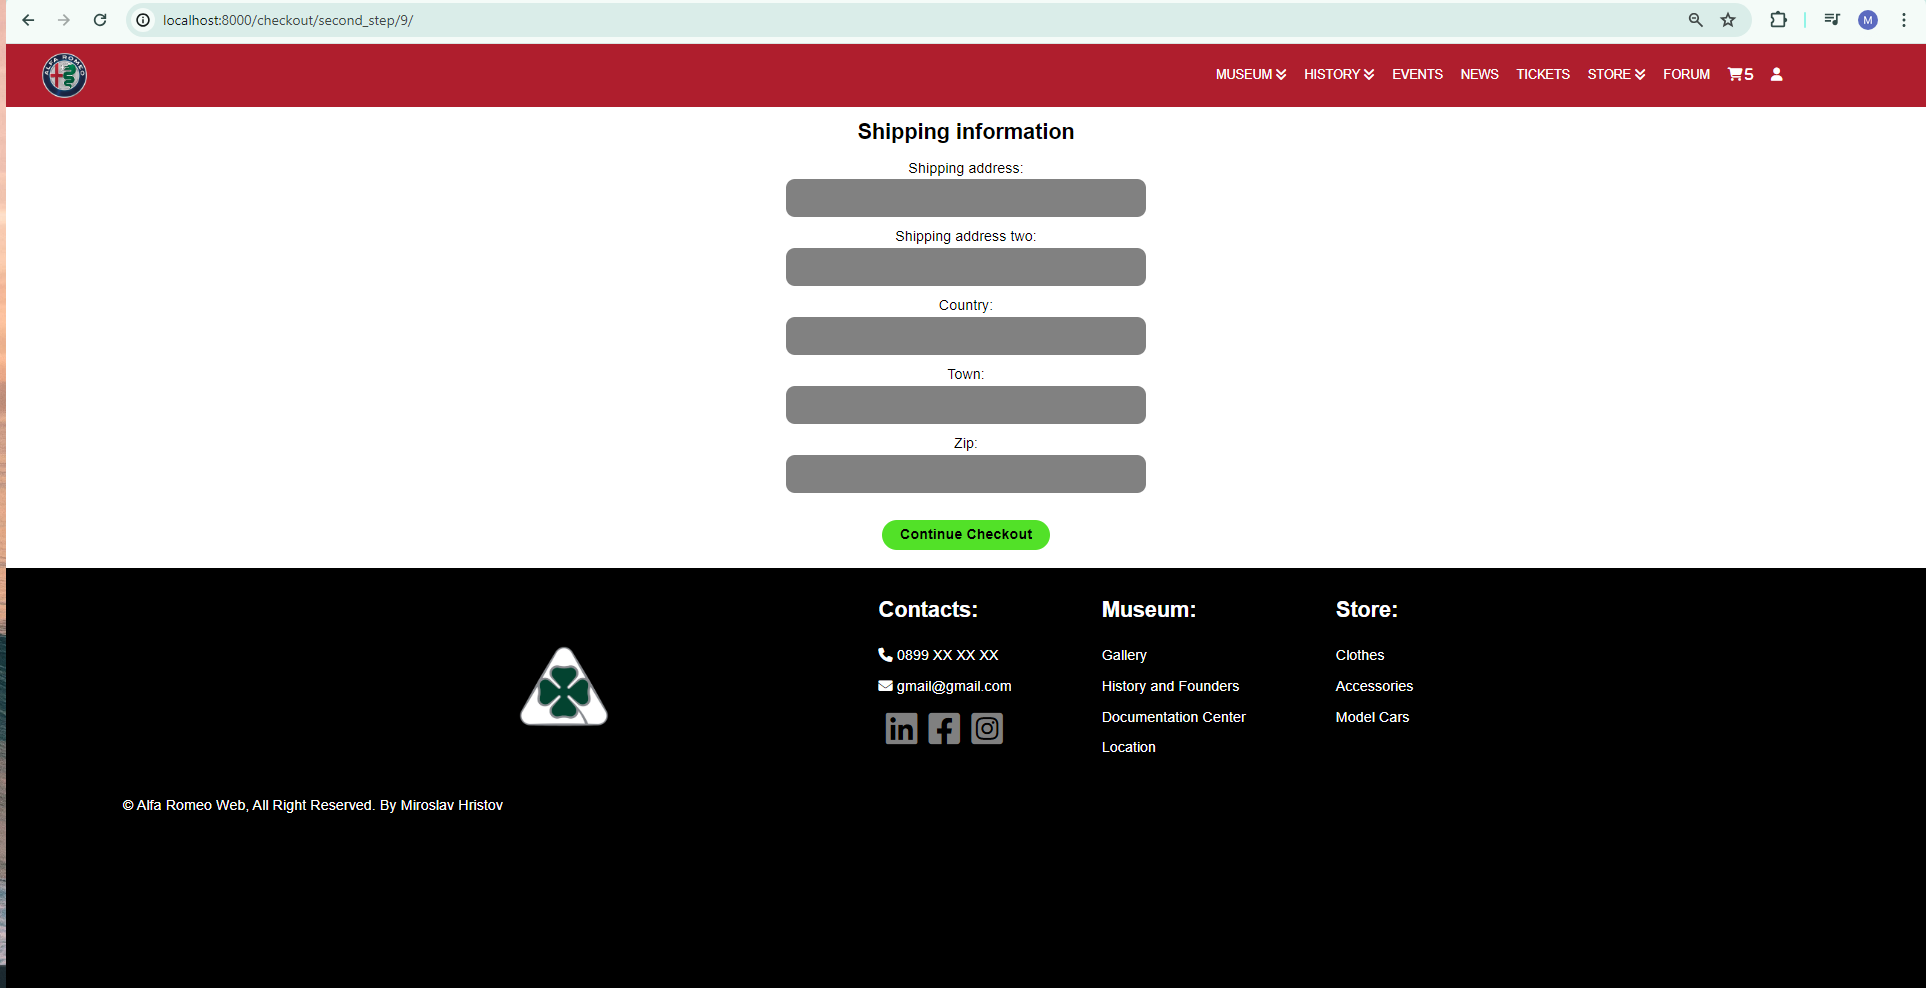 localhost:8000/checkout/second_step/9/
M
ALFA ROMEO
MUSEUM HISTORY EVENTS NEWS TICKETS STORE FORUM 5
Shipping information
Shipping address:
Shipping address two:
Country:
Town:
Zip:
Continue Checkout
Contacts:
0899 XX XX XX
gmail@gmail.com
in f
Museum:
Gallery
History and Founders
Documentation Center
Location
Store:
Clothes
Accessories
Model Cars
© Alfa Romeo Web, All Right Reserved. By Miroslav Hristov